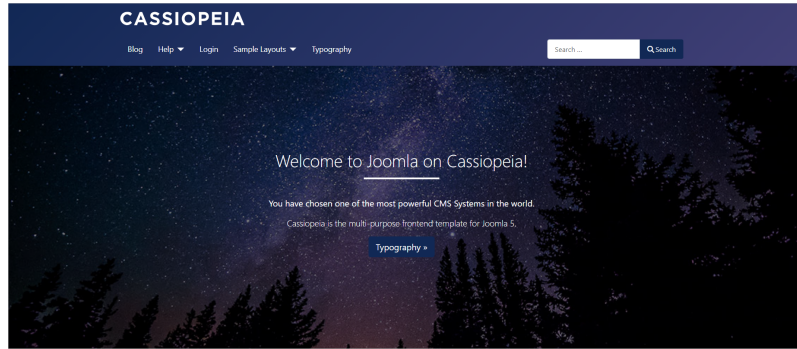 CASSIOPEIA
Blog Help Login Sample Layouts Typography
Search ... Search
Welcome to Joomla on Cassiopeia!
You have chosen one of the most powerful CMS Systems in the world.
Cassiopeia is the multi-purpose frontend template for Joomla 5.
Typography »